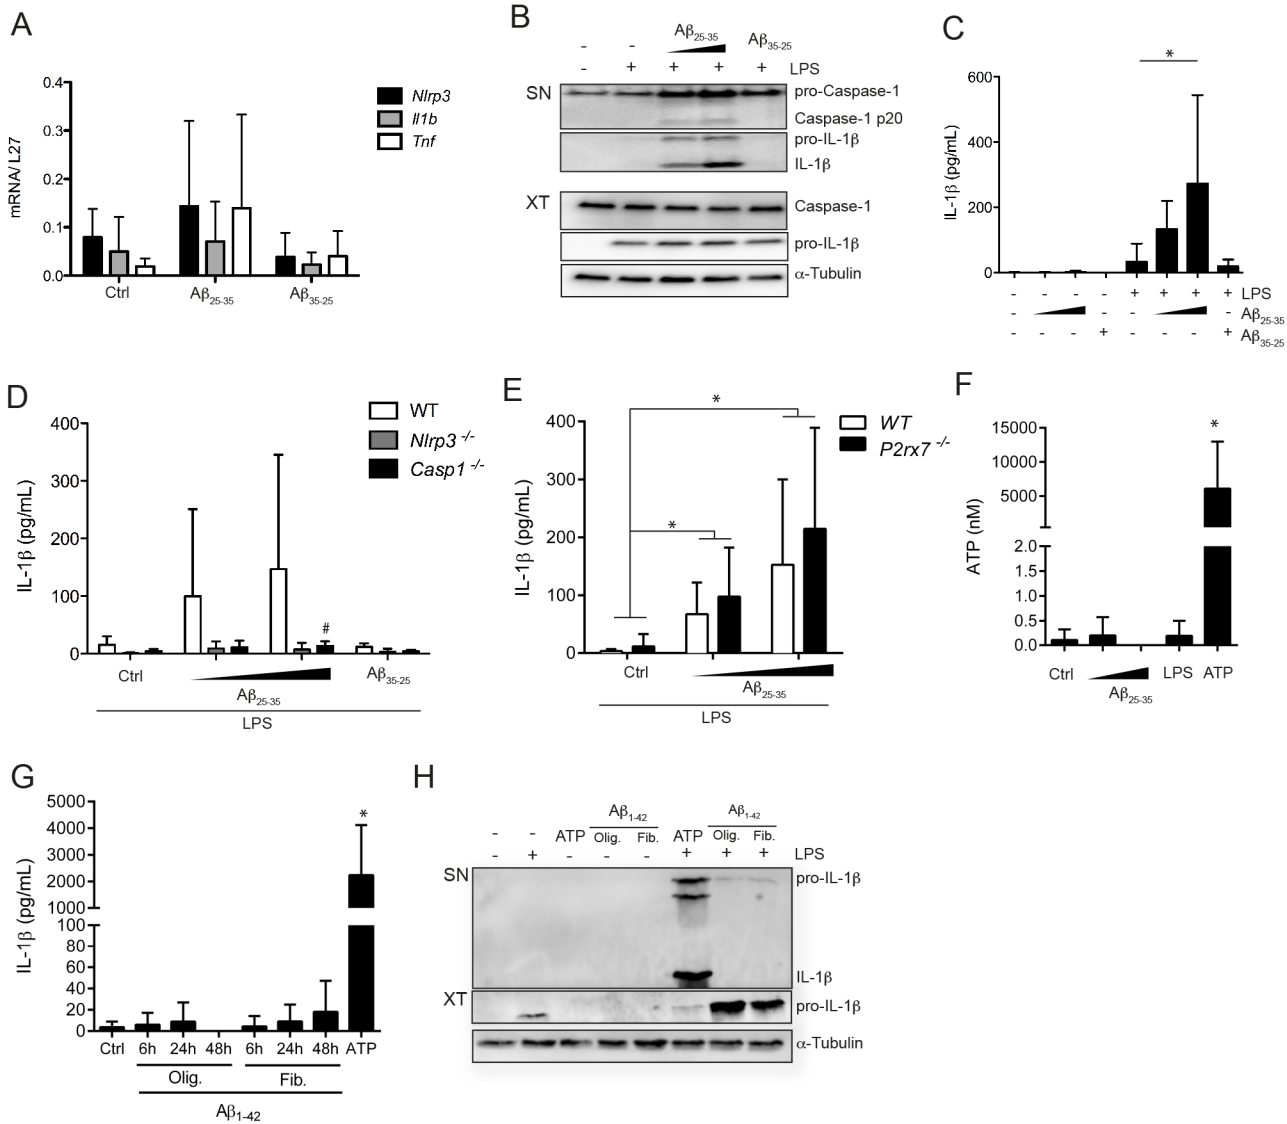 A
mRNA/ L27
0.4
0.3
0.2
0.1
0.0
Ctrl
Aβ25-35
Aβ35-25
Nlrp3
Il1b
Tnf
B
Aβ25-35
Aβ35-25
- -
- + + + + LPS
SN
pro-Caspase-1
Caspase-1 p20
pro-IL-1β
IL-1β
XT
Caspase-1
pro-IL-1β
α-Tubulin
C
*
IL-1β (pg/mL)
600
400
200
0
- - - - + + + + LPS
- - - - Aβ25-35
- - - + - - - + Aβ35-25
D
IL-1β (pg/mL)
400
300
200
100
0
WT
Nlrp3 -/-
Casp1 -/-
#
Ctrl
Aβ25-35
Aβ35-25
LPS
E
IL-1β (pg/mL)
400
300
200
100
0
*
*
WT
P2rx7 -/-
Ctrl
Aβ25-35
LPS
F
ATP (nM)
15000
10000
5000
2.0
1.5
1.0
0.5
0.0
*
Ctrl
LPS
ATP
Aβ25-35
G
IL-1β (pg/mL)
5000
4000
3000
2000
1000
100
80
60
40
20
0
*
Ctrl 6h 24h 48h 6h 24h 48h ATP
Olig. Fib.
Aβ1-42
H
Aβ1-42 Aβ1-42
- - ATP Olig. Fib. ATP Olig. Fib.
- + - - - + + + LPS
SN
pro-IL-1β
IL-1β
XT
pro-IL-1β
α-Tubulin